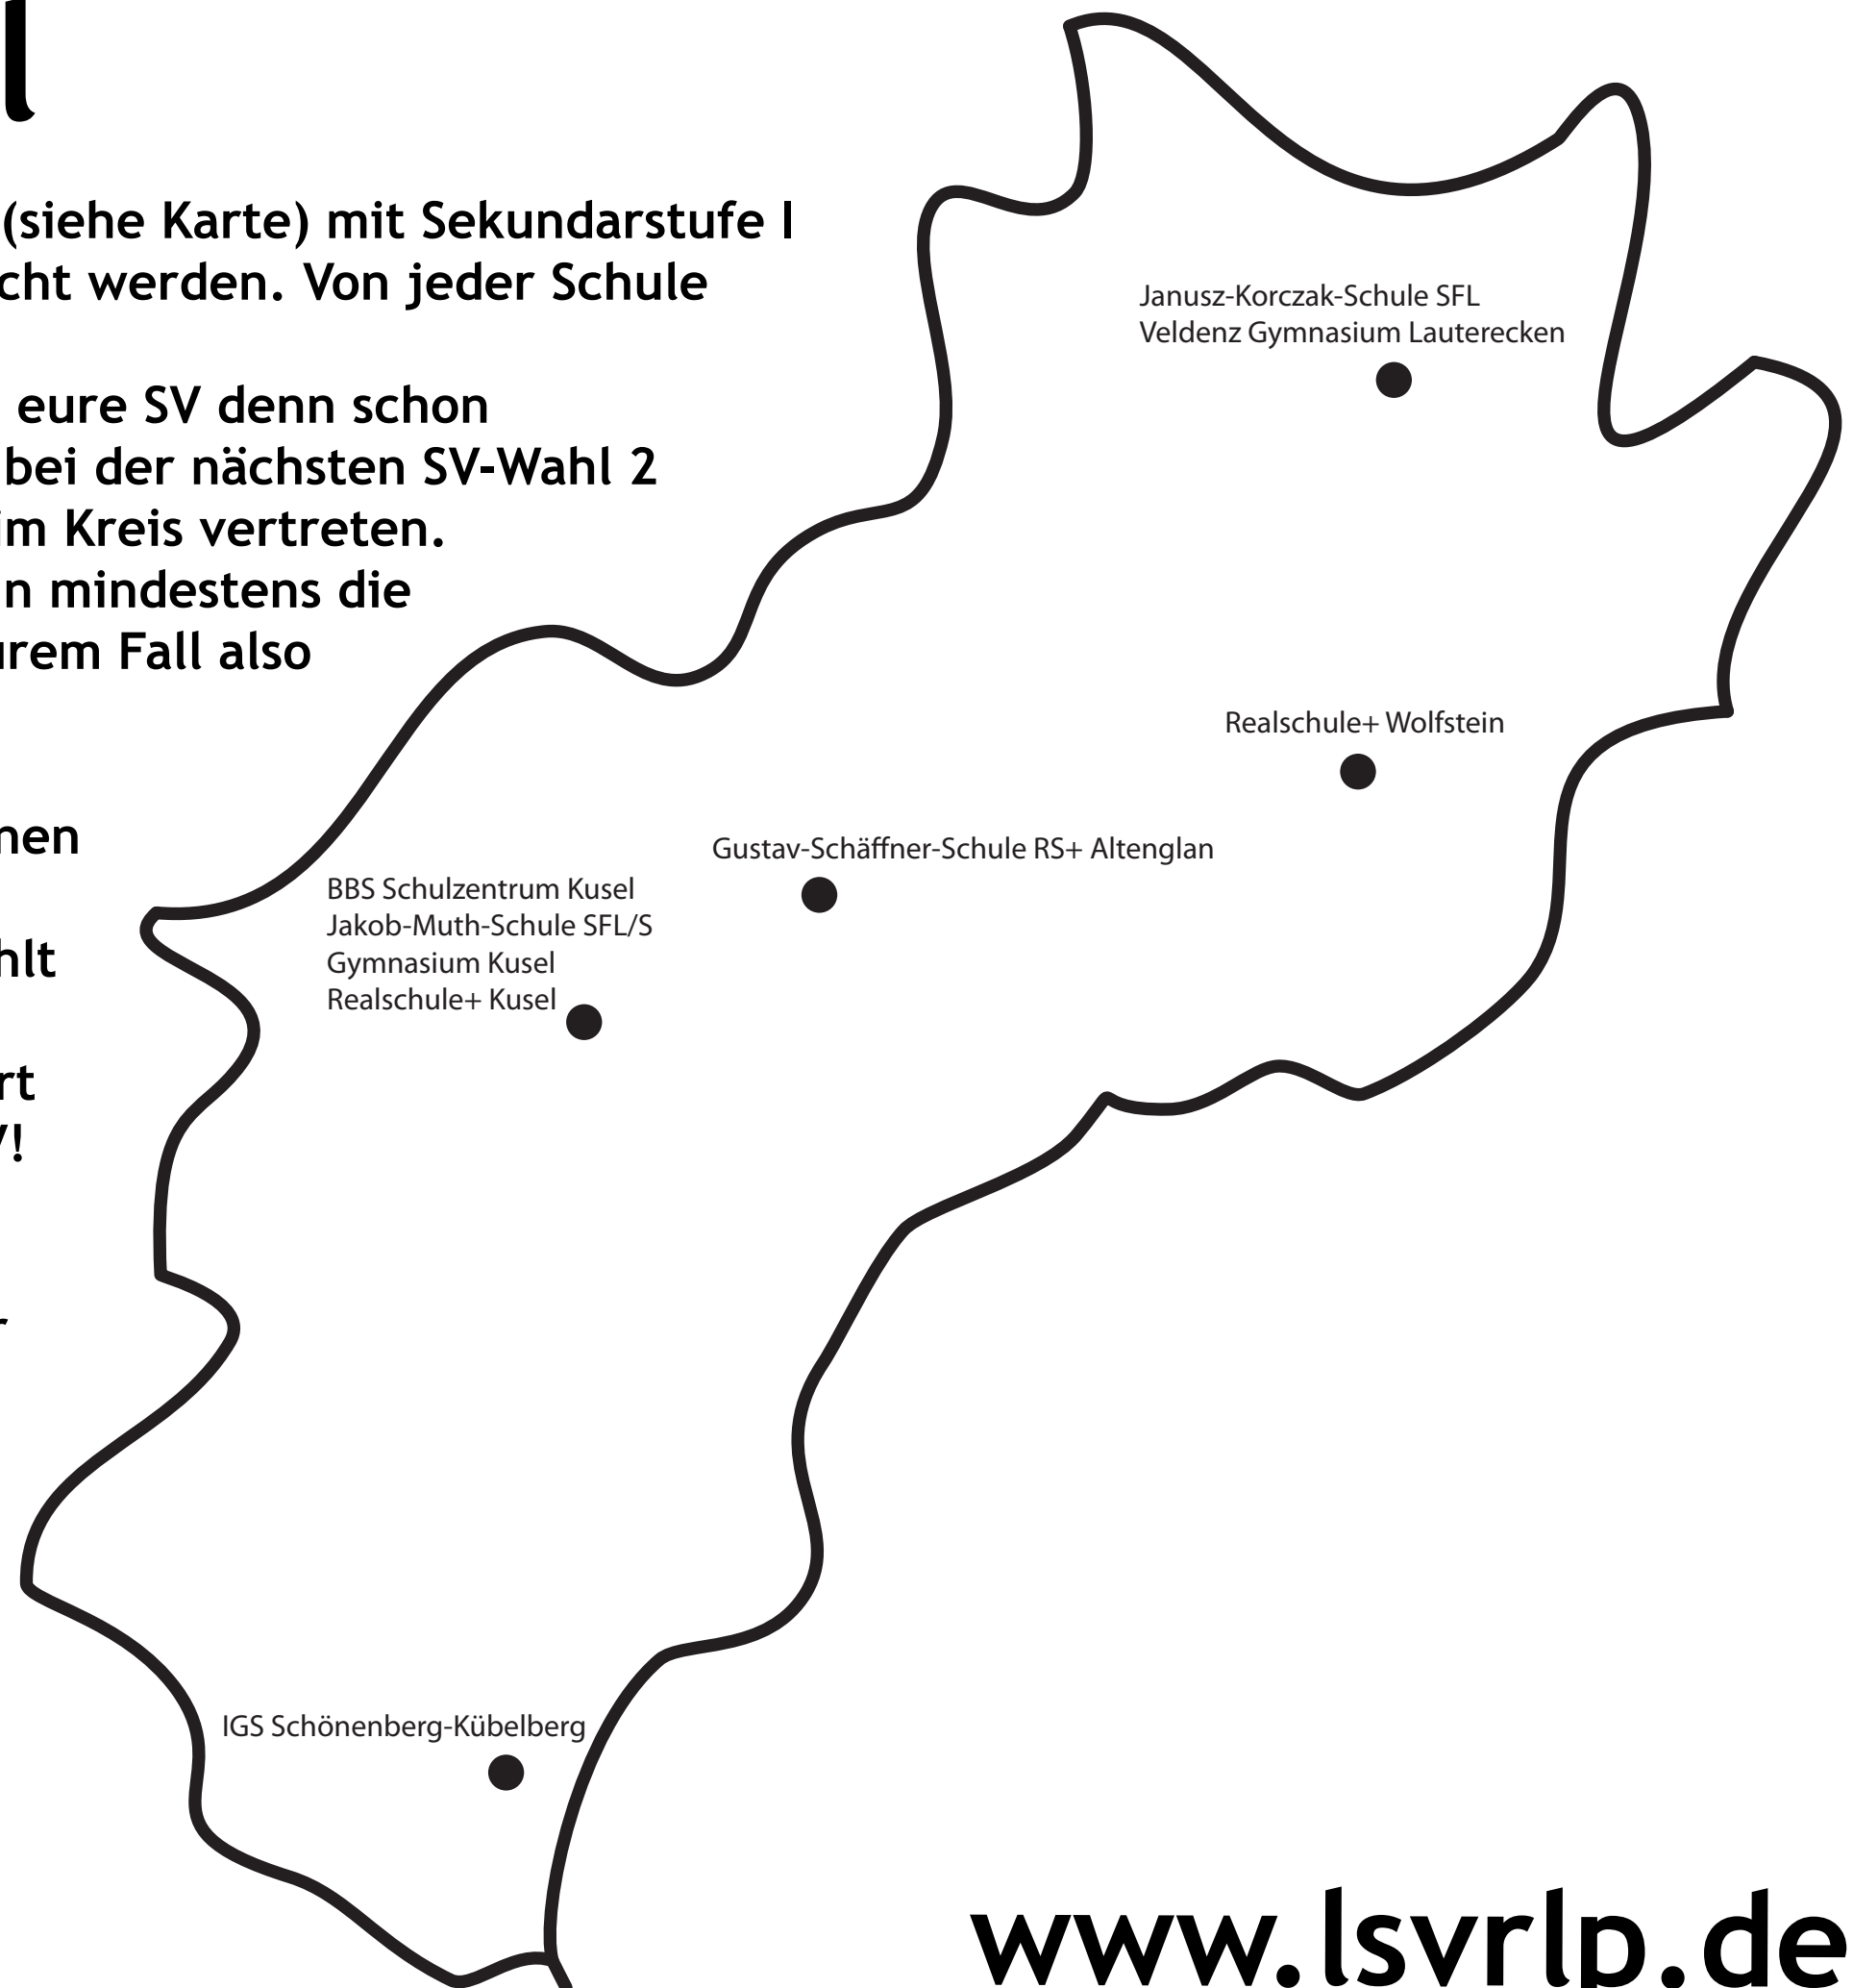 l
(siehe Karte) mit Sekundarstufe I
cht werden. Von jeder Schule
eure SV denn schon
bei der nächsten SV-Wahl 2
im Kreis vertreten.
n mindestens die
urem Fall also
nen
hlt
rt
V!
r
Janusz-Korczak-Schule SFL
Veldenz Gymnasium Lauterecken
Realschule+ Wolfstein
Gustav-Schäffner-Schule RS+ Altenglan
BBS Schulzentrum Kusel
Jakob-Muth-Schule SFL/S
Gymnasium Kusel
Realschule+ Kusel
IGS Schönenberg-Kübelberg
www.lsvrlp.de